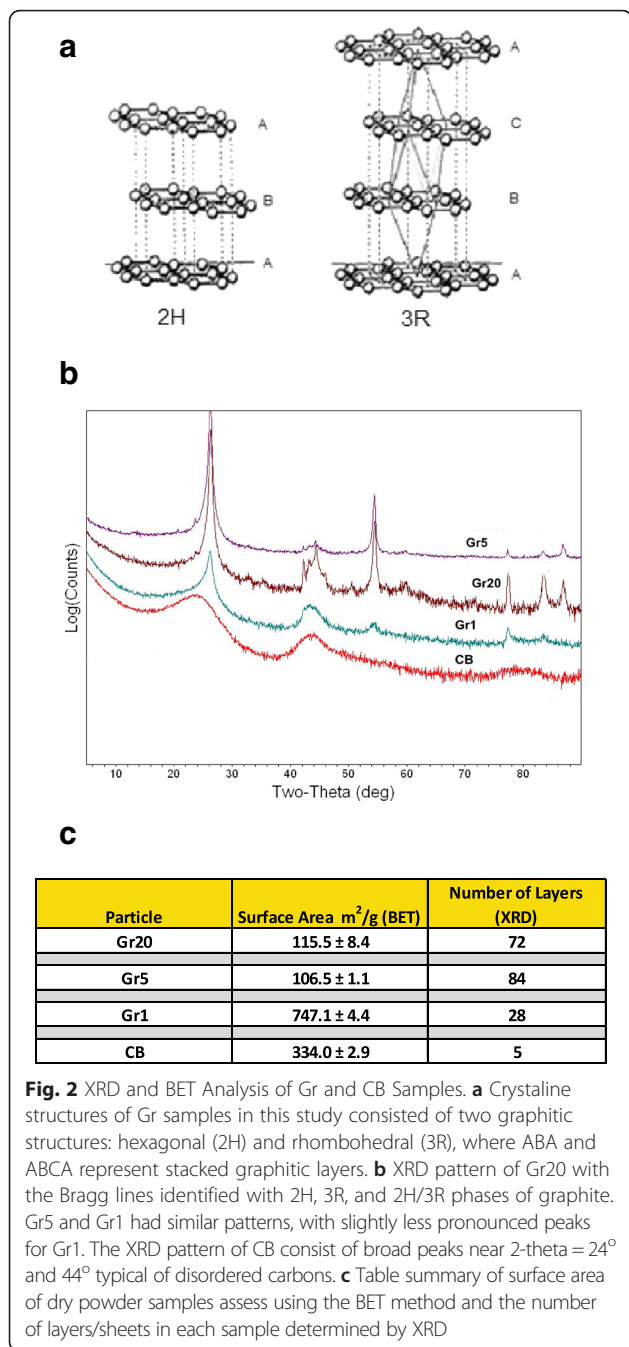 a
A
A
C
B
B
A
A
2H
3R
b
Log(Counts)
Gr5
Gr20
Gr1
CB
10 20 30 40 50 60 70 80
Two-Theta (deg)
c
Particle Surface Area m²/g (BET) Number of Layers (XRD)
Gr20 115.5 ± 8.4 72
Gr5 106.5 ± 1.1 84
Gr1 747.1 ± 4.4 28
CB 334.0 ± 2.9 5
Fig. 2 XRD and BET Analysis of Gr and CB Samples. a Crystaline
structures of Gr samples in this study consisted of two graphitic
structures: hexagonal (2H) and rhombohedral (3R), where ABA and
ABCA represent stacked graphitic layers. b XRD pattern of Gr20 with
the Bragg lines identified with 2H, 3R, and 2H/3R phases of graphite.
Gr5 and Gr1 had similar patterns, with slightly less pronounced peaks
for Gr1. The XRD pattern of CB consist of broad peaks near 2-theta = 24°
and 44° typical of disordered carbons. c Table summary of surface area
of dry powder samples assess using the BET method and the number
of layers/sheets in each sample determined by XRD